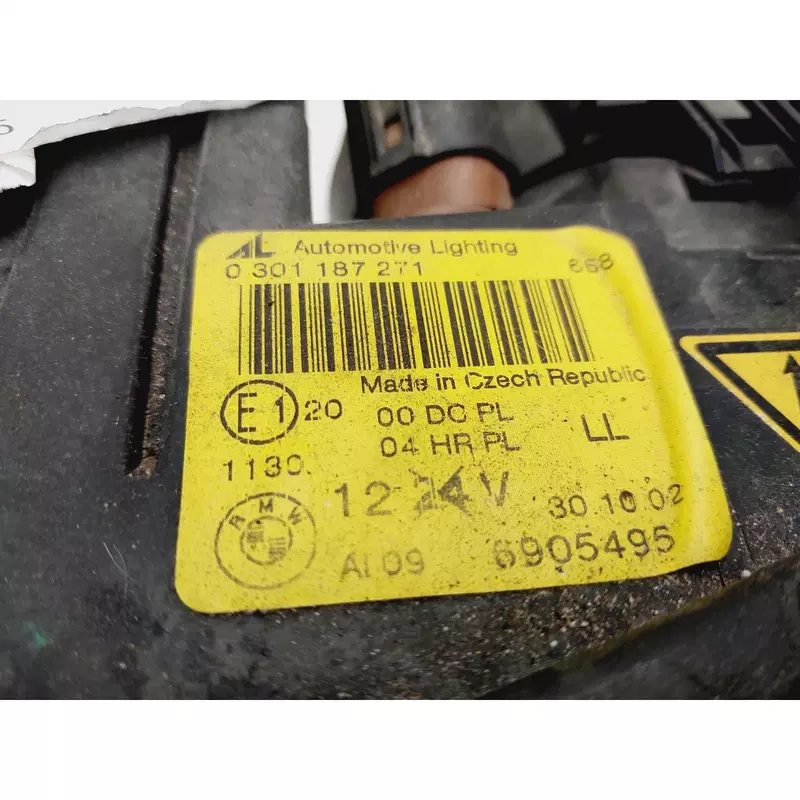 AL Automotive Lighting
0 301 187 271 668
Made in Czech Republic
E1 20 00 DC PL LL
1130. 04 HR PL
12 24 V 30.10.02
BMW AI 09 6905495
6